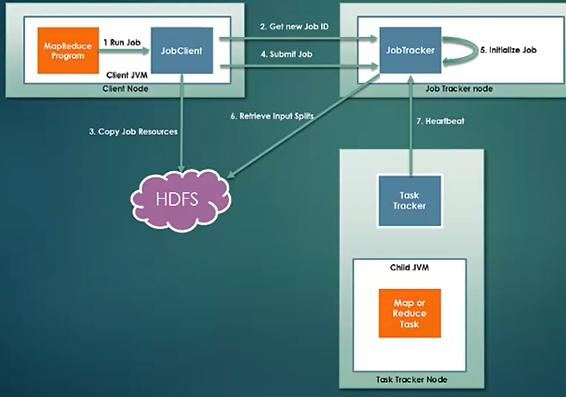 MapReduce
Program
1 Run Job
JobClient
Client JVM
Client Node
2. Get new Job ID
4. Submit Job
JobTracker
5. Initialize Job
Job Tracker node
3. Copy Job Resources
6. Retrieve Input Splits
7. Heartbeat
HDFS
Task
Tracker
Child JVM
Map or
Reduce
Task
Task Tracker Node